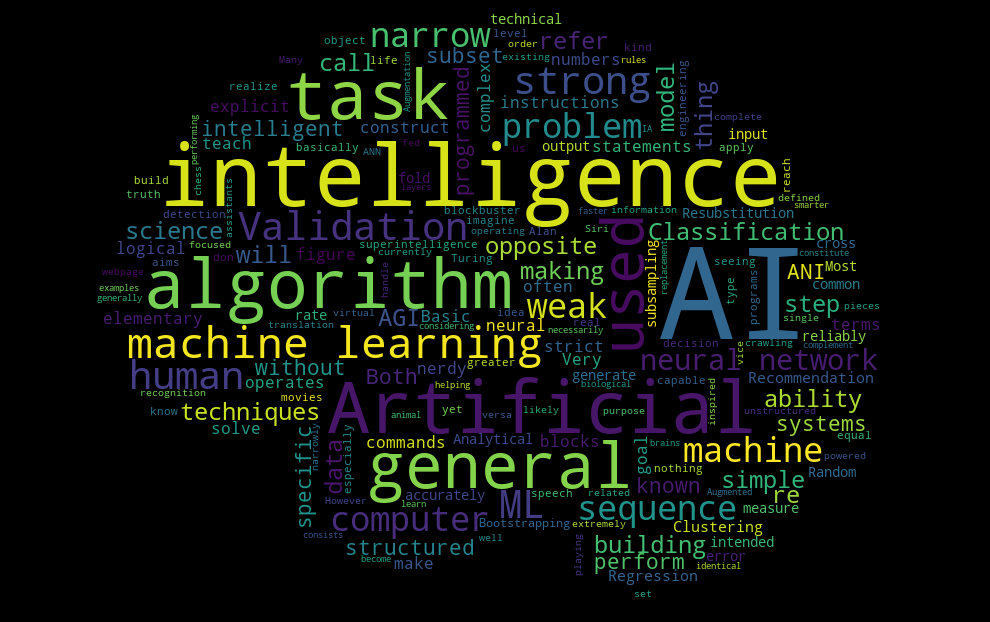 technical
narrow
object
level
order
refer
kind
Many
call
life
subset
existing
numbers
rules
realize
task
Augmentation
complex
strong
model
engineering
thing
explicit
programmed
instructions
intelligent
construct
problem
IA
complete
teach
performing
basically
ANN
fed
us
output
statements
apply
input
intelligence
chess
build
truth
fold
layers
reach
defined
smarter
assistants
detection
Validation
blockbuster
imagine
faster
information
Resubstitution
science
operating
Alan
Siri
used
Classification
logical
focused
will
don
figure
superintelligence
currently
Turing
opposite
subsampling
replacement
AI
seeing
cross
constitute
aims
webpage
algorithm
handle
making
often
type
programs
ANI
Most
common
examples
generally
weak
step
single
pieces
elementary
rate
AGI
Basic
neural
idea
real
terms
translation
virtual
considering
necessarily
reliably
machine learning
strict
decision
crawling
complement
human
without
operates
Both
nerdy
greater
Very
generate
biological
neural network
vice
capable
Recommendation
recognition
movies
helping
inspired
unstructured
techniques
know
Artificial
animal
yet
versa
likely
purpose
ability
solve
systems
equal
specific
narrowly
especially
data
commands
Analytical
blocks
goal
brains
machine
powered
general
nothing
Random
simple
accurately
speech
related
Augmented
known
re
However
learn
ML
sequence
measure
computer
Bootstrapping
extremely
Clustering
consists
structured
well
building
intended
become
make
playing
perform
error
identical
Regression
set